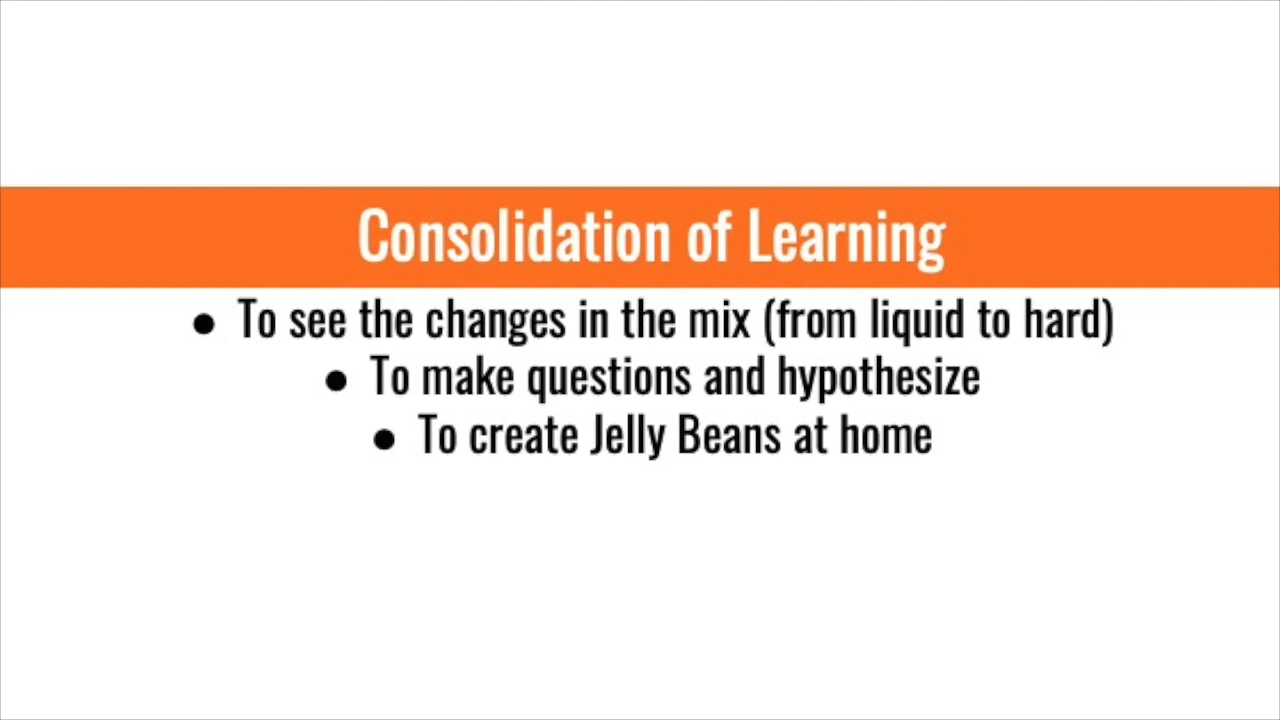 Consolidation of Learning
● To see the changes in the mix (from liquid to hard)
● To make questions and hypothesize
● To create Jelly Beans at home